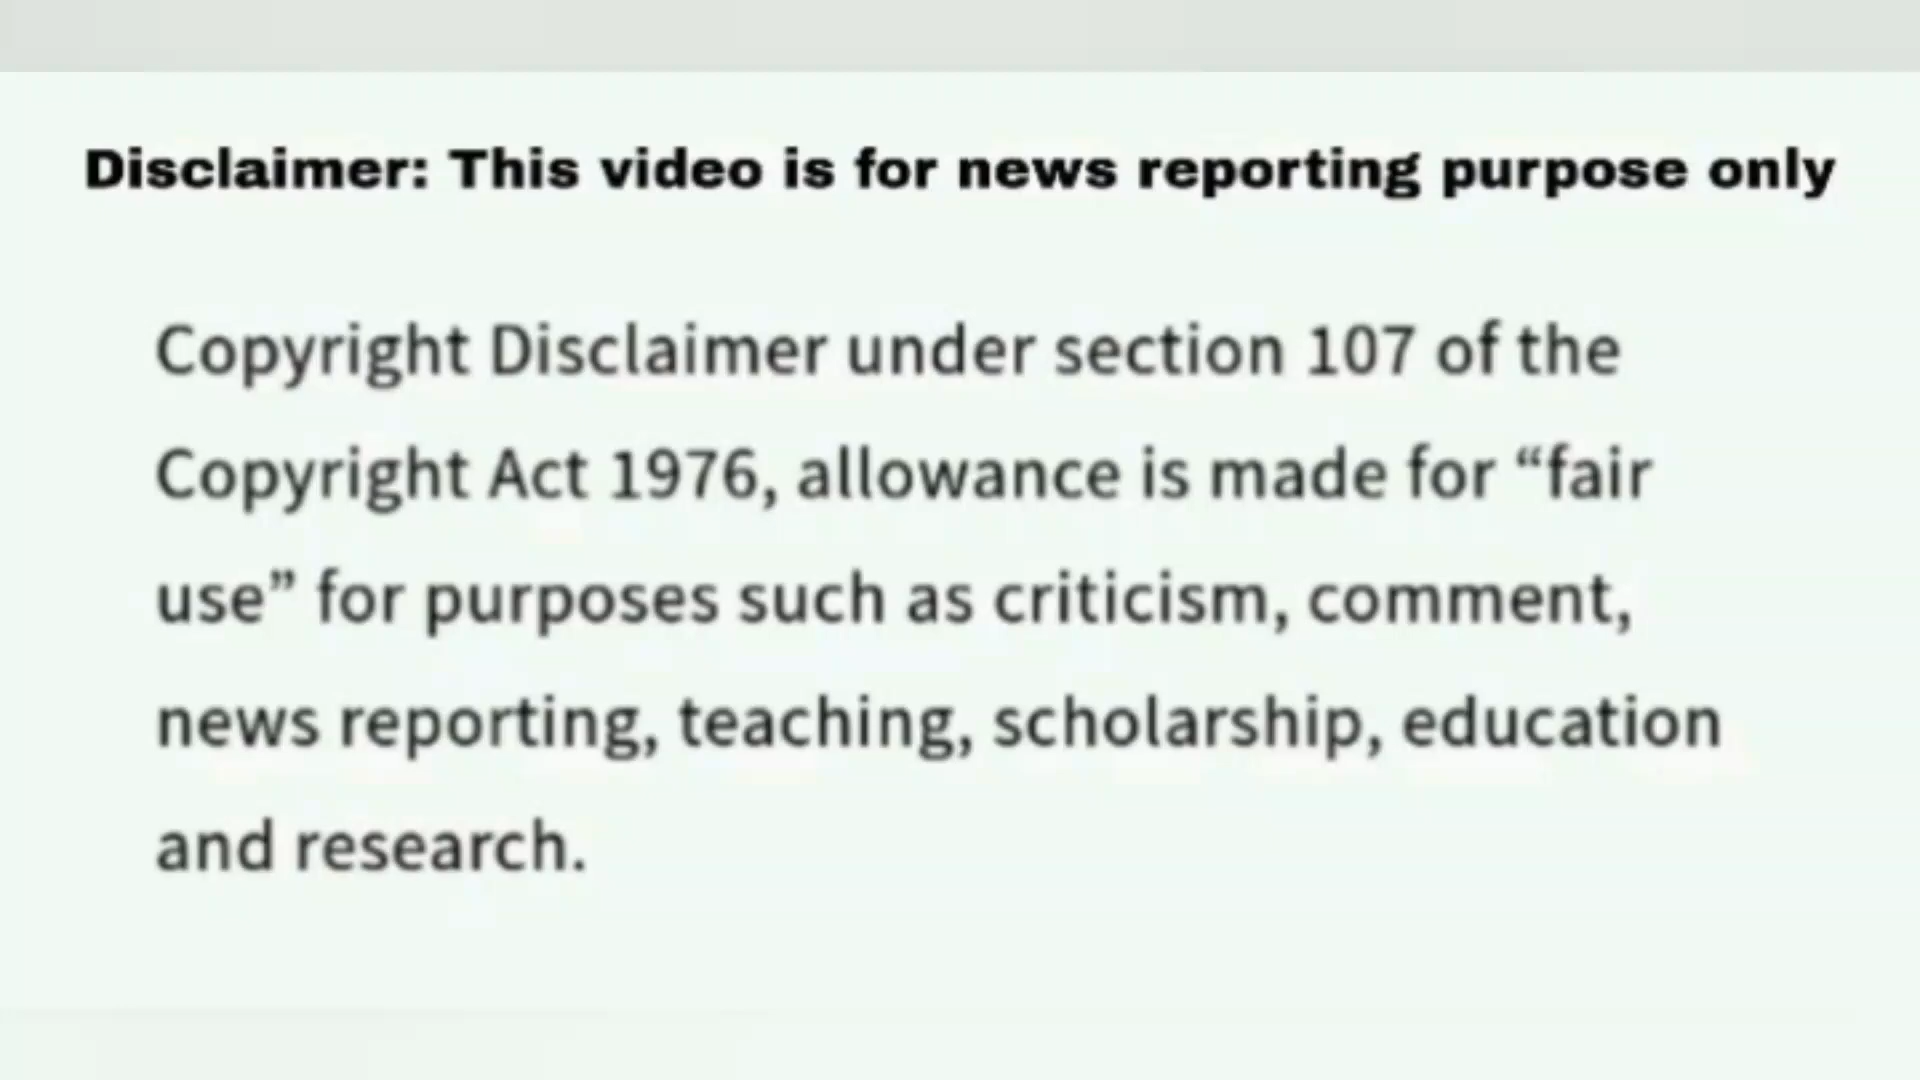 Disclaimer: This video is for news reporting purpose only
Copyright Disclaimer under section 107 of the
Copyright Act 1976, allowance is made for “fair
use” for purposes such as criticism, comment,
news reporting, teaching, scholarship, education
and research.